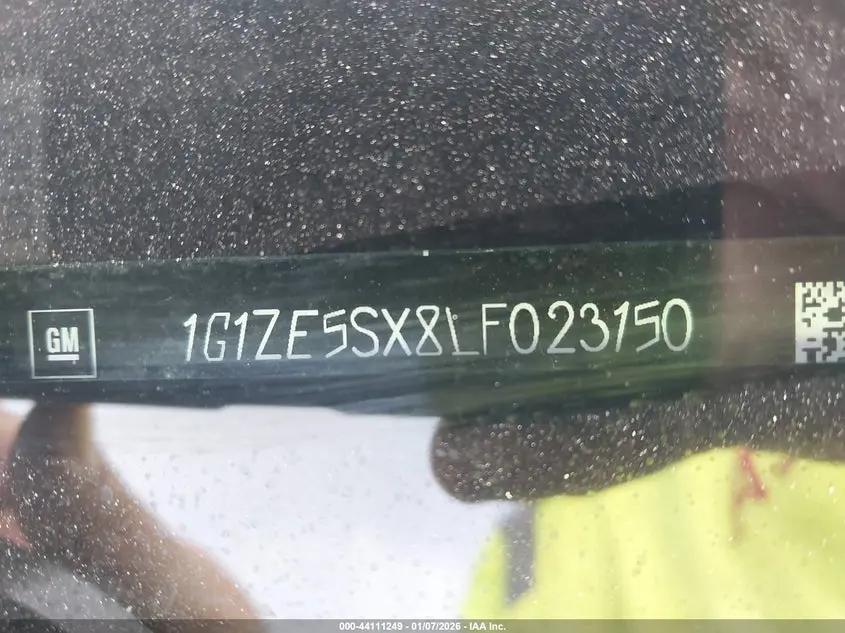 GM
1G1ZE5SX8LF023150
000-44111249 - 01/07/2026 - IAA Inc.